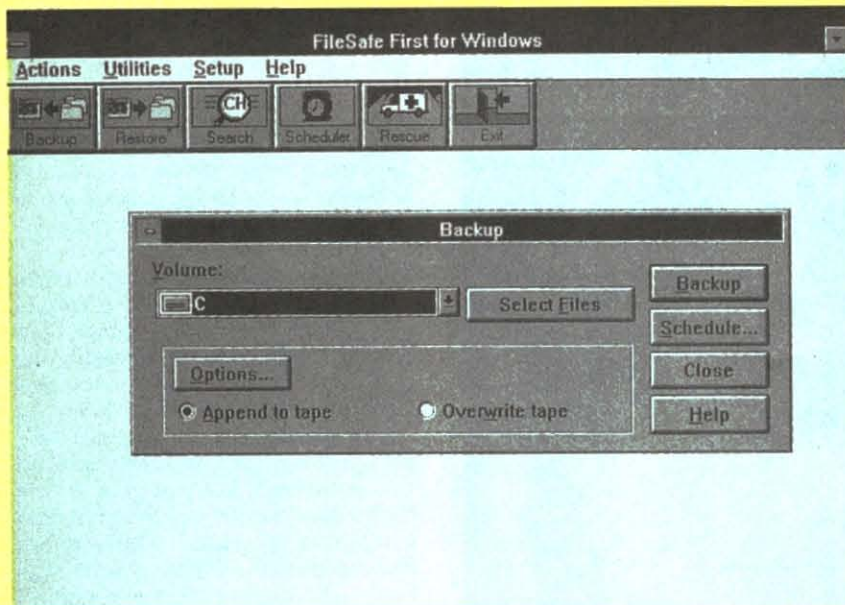 FileSafe First for Windows
Actions Utilities Setup Help
Backup Restore Search Scheduler Rescue Exit
Backup
Volume:
C
Select Files
Backup
Schedule...
Close
Help
Options...
Append to tape
Overwrite tape